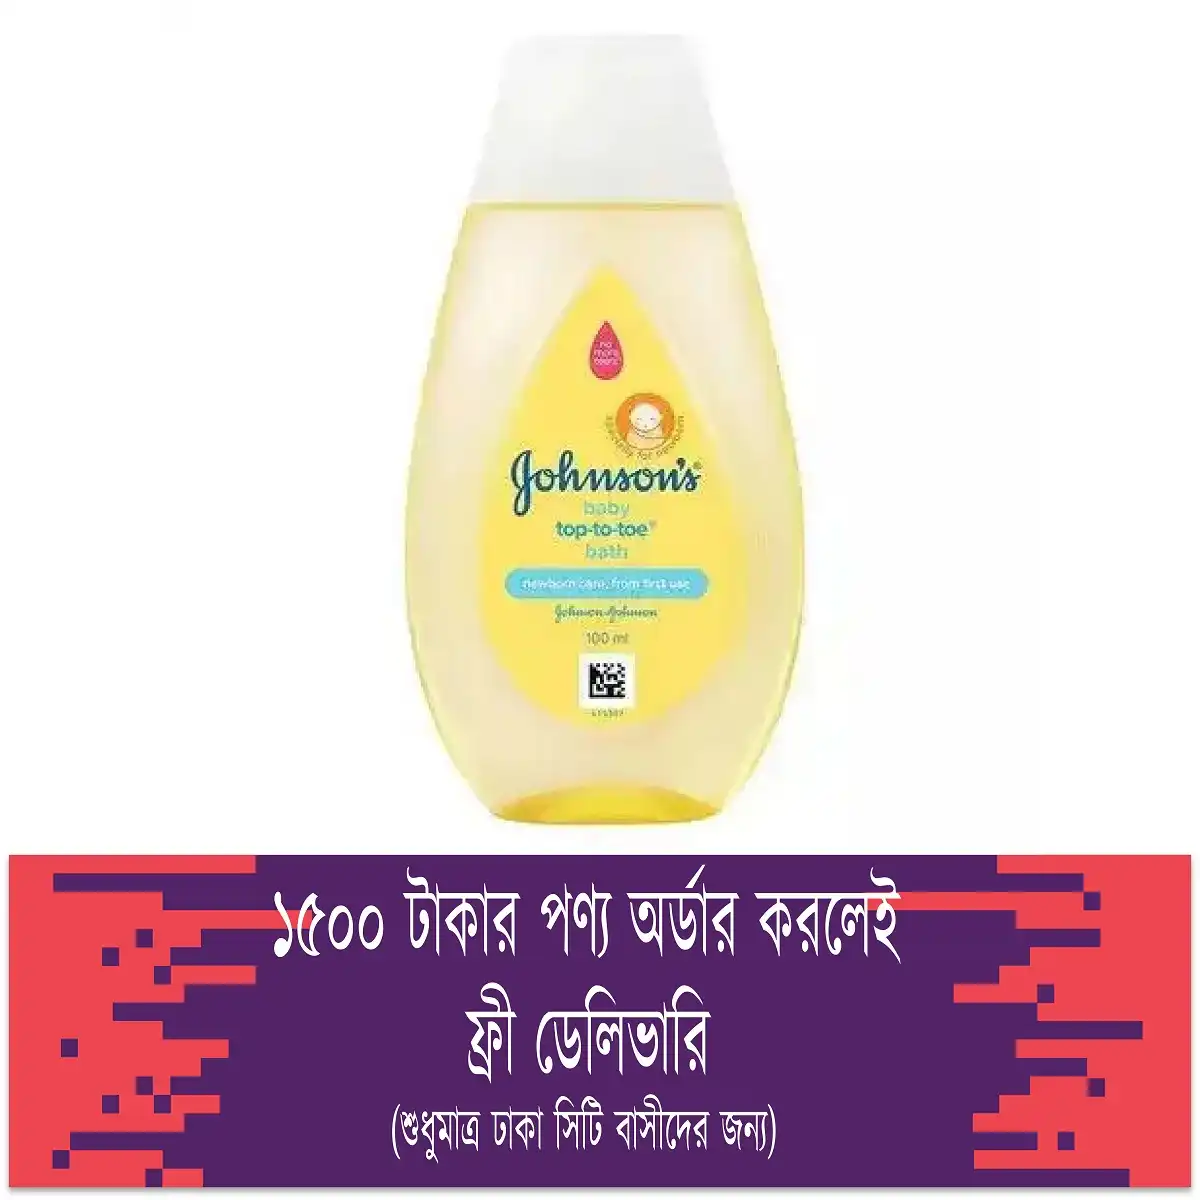 no
more
tears
especially for newborn
Johnson's®
baby
top-to-toe®
bath
newborn care, from first use
Johnson & Johnson
100 ml
১৫০০ টাকার পণ্য অর্ডার করলেই
ফ্রী ডেলিভারি
(শুধুমাত্র ঢাকা সিটি বাসীদের জন্য)